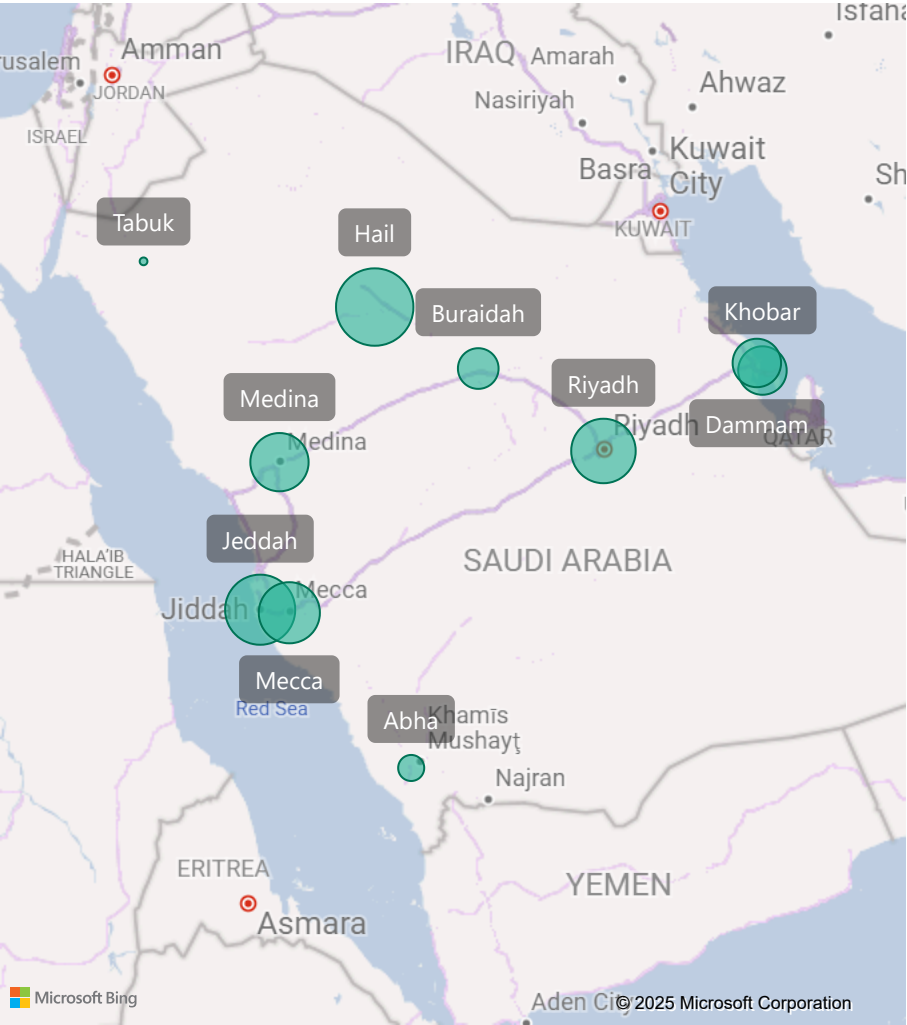 Isfaha
Amman
IRAQ
Amarah
rusalem
JORDAN
Ahwaz
Nasiriyah
ISRAEL
Kuwait
City
Basra
Sh
Tabuk
KUWAIT
Hail
Buraidah
Khobar
Riyadh
Medina
Riyadh
Dammam
QATAR
Medina
Jeddah
HALA'IB
TRIANGLE
SAUDI ARABIA
Mecca
Jiddah
Mecca
Red Sea
Abha
Khamīs
Mushayţ
Najran
ERITREA
YEMEN
Asmara
Microsoft Bing
Aden City
© 2025 Microsoft Corporation